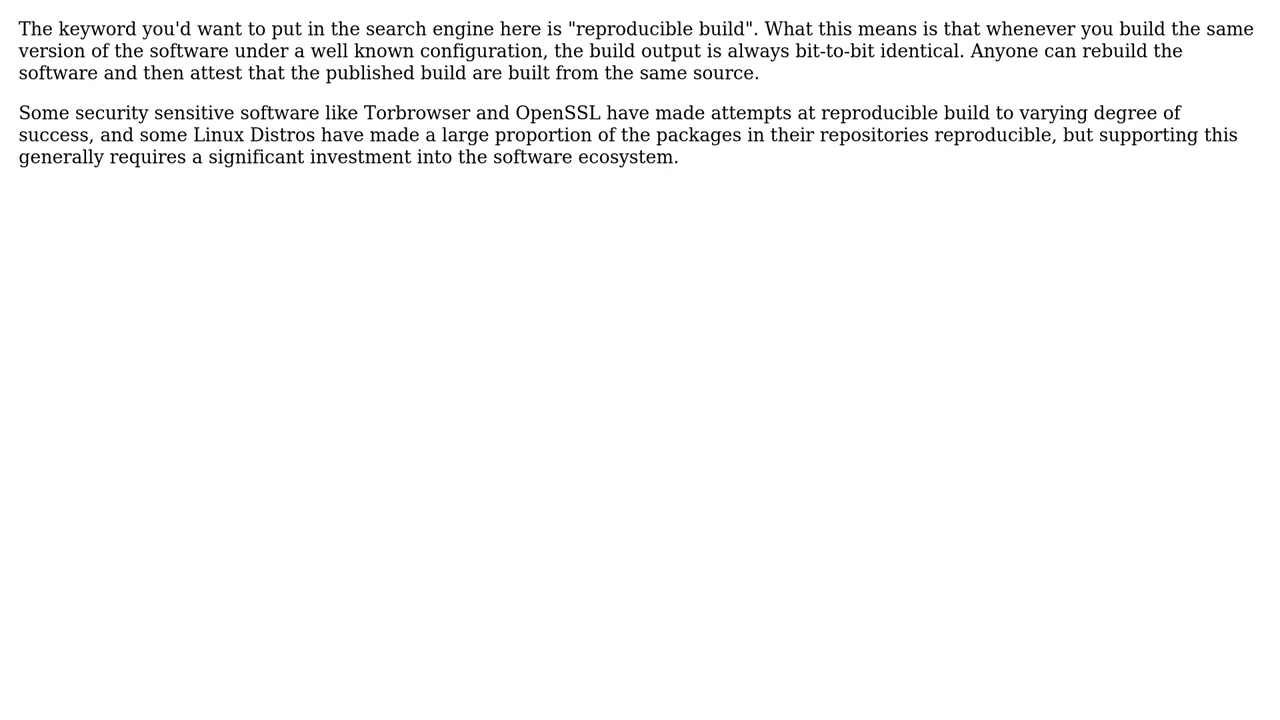 The keyword you'd want to put in the search engine here is "reproducible build". What this means is that whenever you build the same
version of the software under a well known configuration, the build output is always bit-to-bit identical. Anyone can rebuild the
software and then attest that the published build are built from the same source.
Some security sensitive software like Torbrowser and OpenSSL have made attempts at reproducible build to varying degree of
success, and some Linux Distros have made a large proportion of the packages in their repositories reproducible, but supporting this
generally requires a significant investment into the software ecosystem.